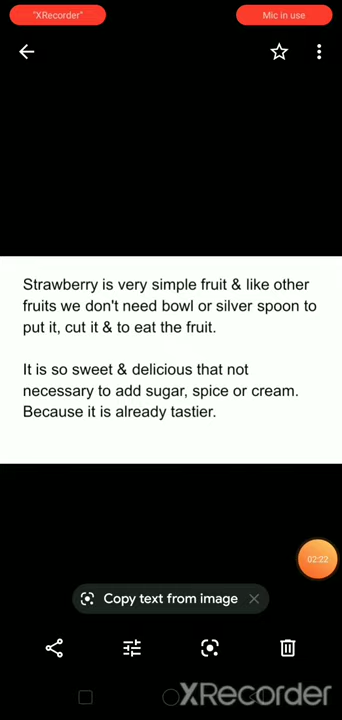 "XRecorder"
Mic in use
Strawberry is very simple fruit & like other
fruits we don't need bowl or silver spoon to
put it, cut it & to eat the fruit.
It is so sweet & delicious that not
necessary to add sugar, spice or cream.
Because it is already tastier.
02:22
Copy text from image
XRecorder